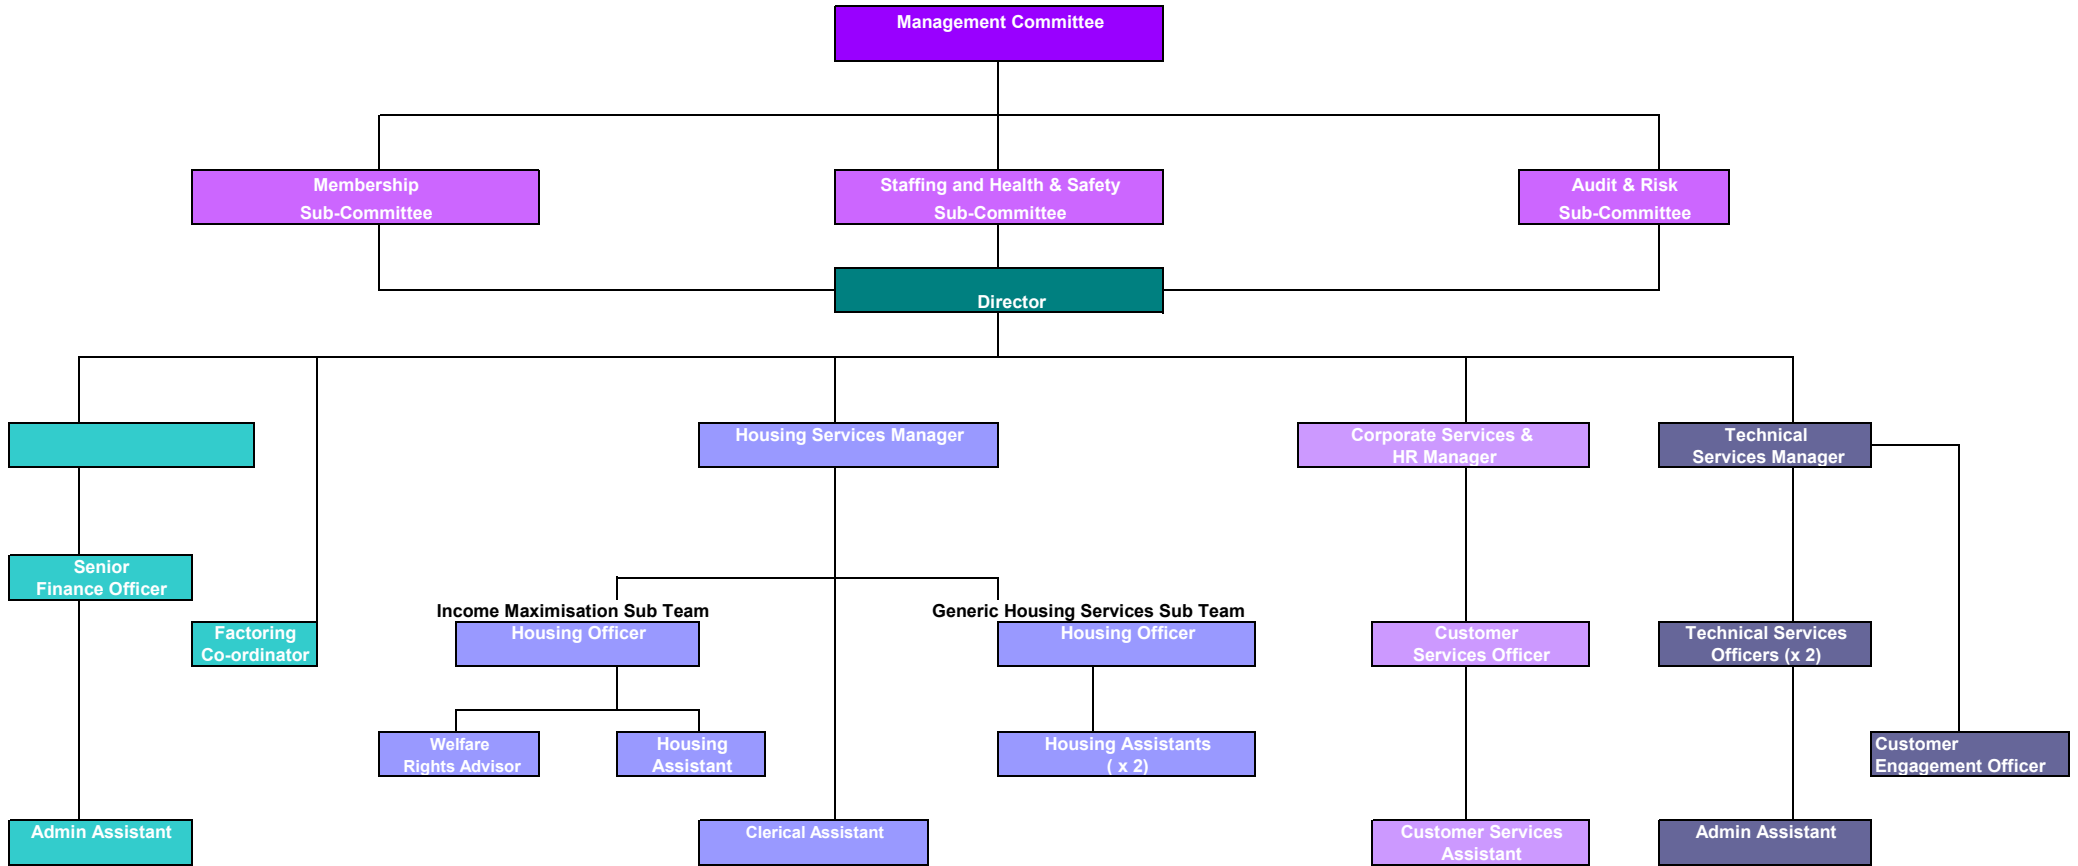 Management Committee
Membership
Sub-Committee
Staffing and Health & Safety
Sub-Committee
Audit & Risk
Sub-Committee
Director
Housing Services Manager
Corporate Services &
HR Manager
Technical
Services Manager
Senior
Finance Officer
Income Maximisation Sub Team
Generic Housing Services Sub Team
Factoring
Co-ordinator
Housing Officer
Housing Officer
Customer
Services Officer
Technical Services
Officers (x 2)
Welfare
Rights Advisor
Housing
Assistant
Housing Assistants
( x 2)
Customer
Engagement Officer
Admin Assistant
Clerical Assistant
Customer Services
Assistant
Admin Assistant